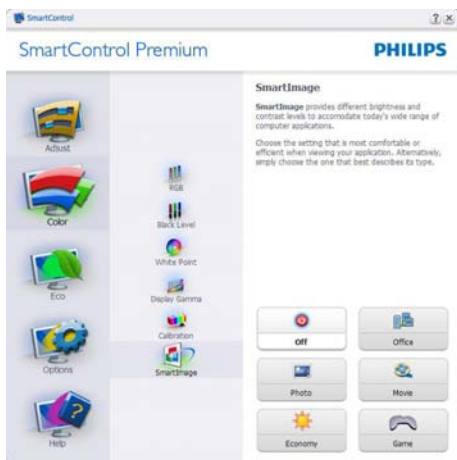 SmartControl
SmartControl Premium
PHILIPS
Adjust
Color
Eco
Options
Help
RGB
Black Level
White Point
Display Gamma
Calibration
SmartImage
SmartImage
SmartImage provides different brightness and
contrast levels to accomodate today's wide range of
computer applications.
Choose the setting that is most comfortable or
efficient when viewing your application. Alternatively,
simply choose the one that best describes its type.
Off
Office
Photo
Movie
Economy
Game